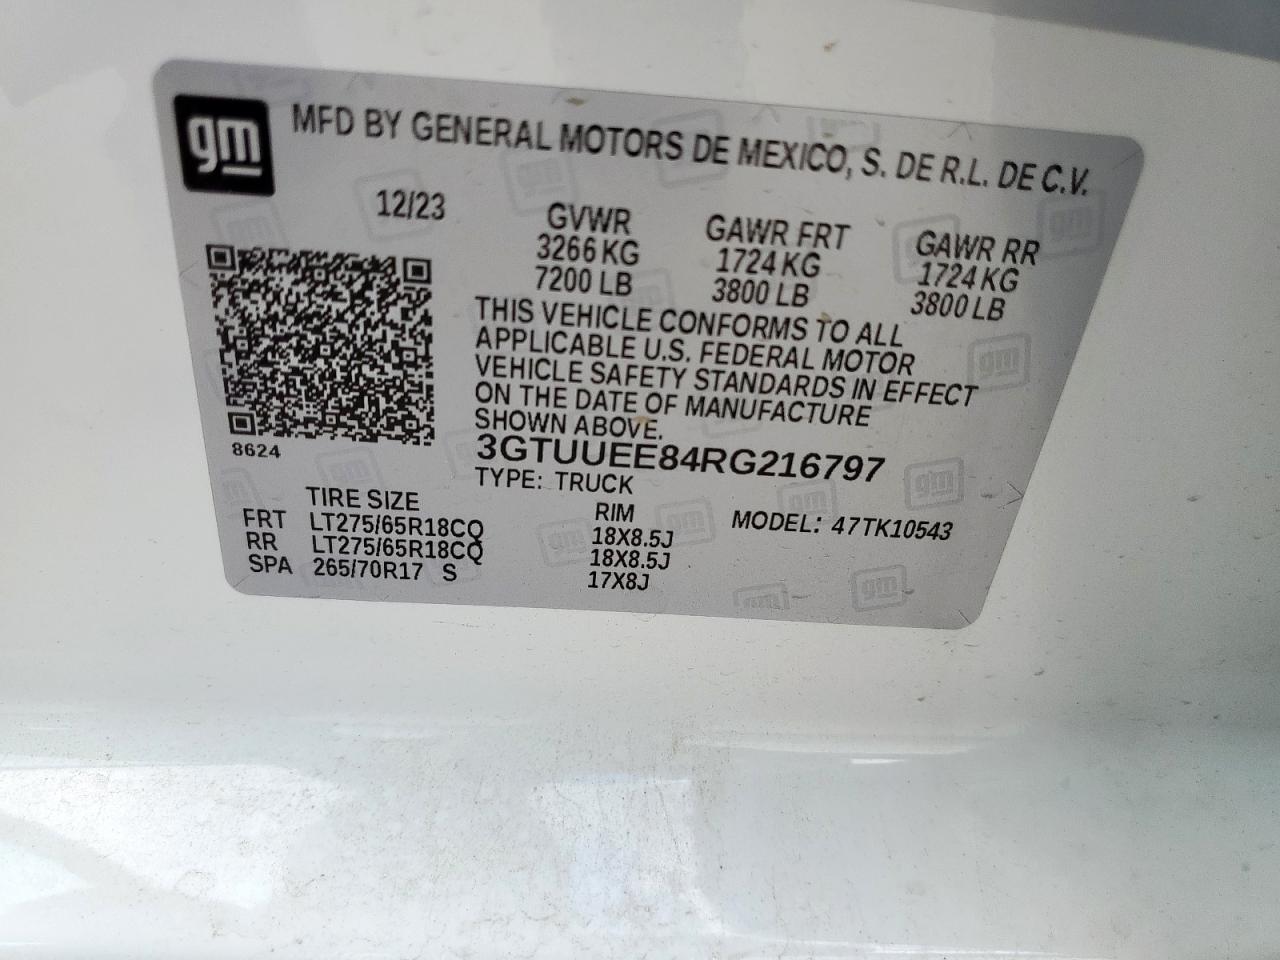 gm MFD BY GENERAL MOTORS DE MEXICO, S. DE R.L. DE C.V.
12/23
GVWR GAWR FRT GAWR RR
3266 KG 1724 KG 1724 KG
7200 LB 3800 LB 3800 LB
THIS VEHICLE CONFORMS TO ALL
APPLICABLE U.S. FEDERAL MOTOR
VEHICLE SAFETY STANDARDS IN EFFECT
ON THE DATE OF MANUFACTURE
SHOWN ABOVE.
8624
3GTUUEE84RG216797
TYPE: TRUCK
TIRE SIZE RIM MODEL: 47TK10543
FRT LT275/65R18CQ 18X8.5J
RR LT275/65R18CQ 18X8.5J
SPA 265/70R17 S 17X8J